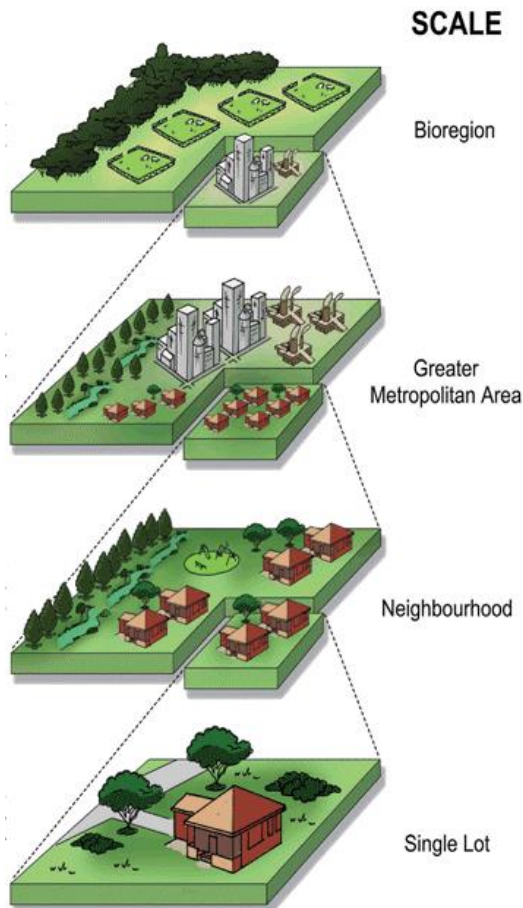 SCALE
Bioregion
Greater
Metropolitan Area
Neighbourhood
Single Lot